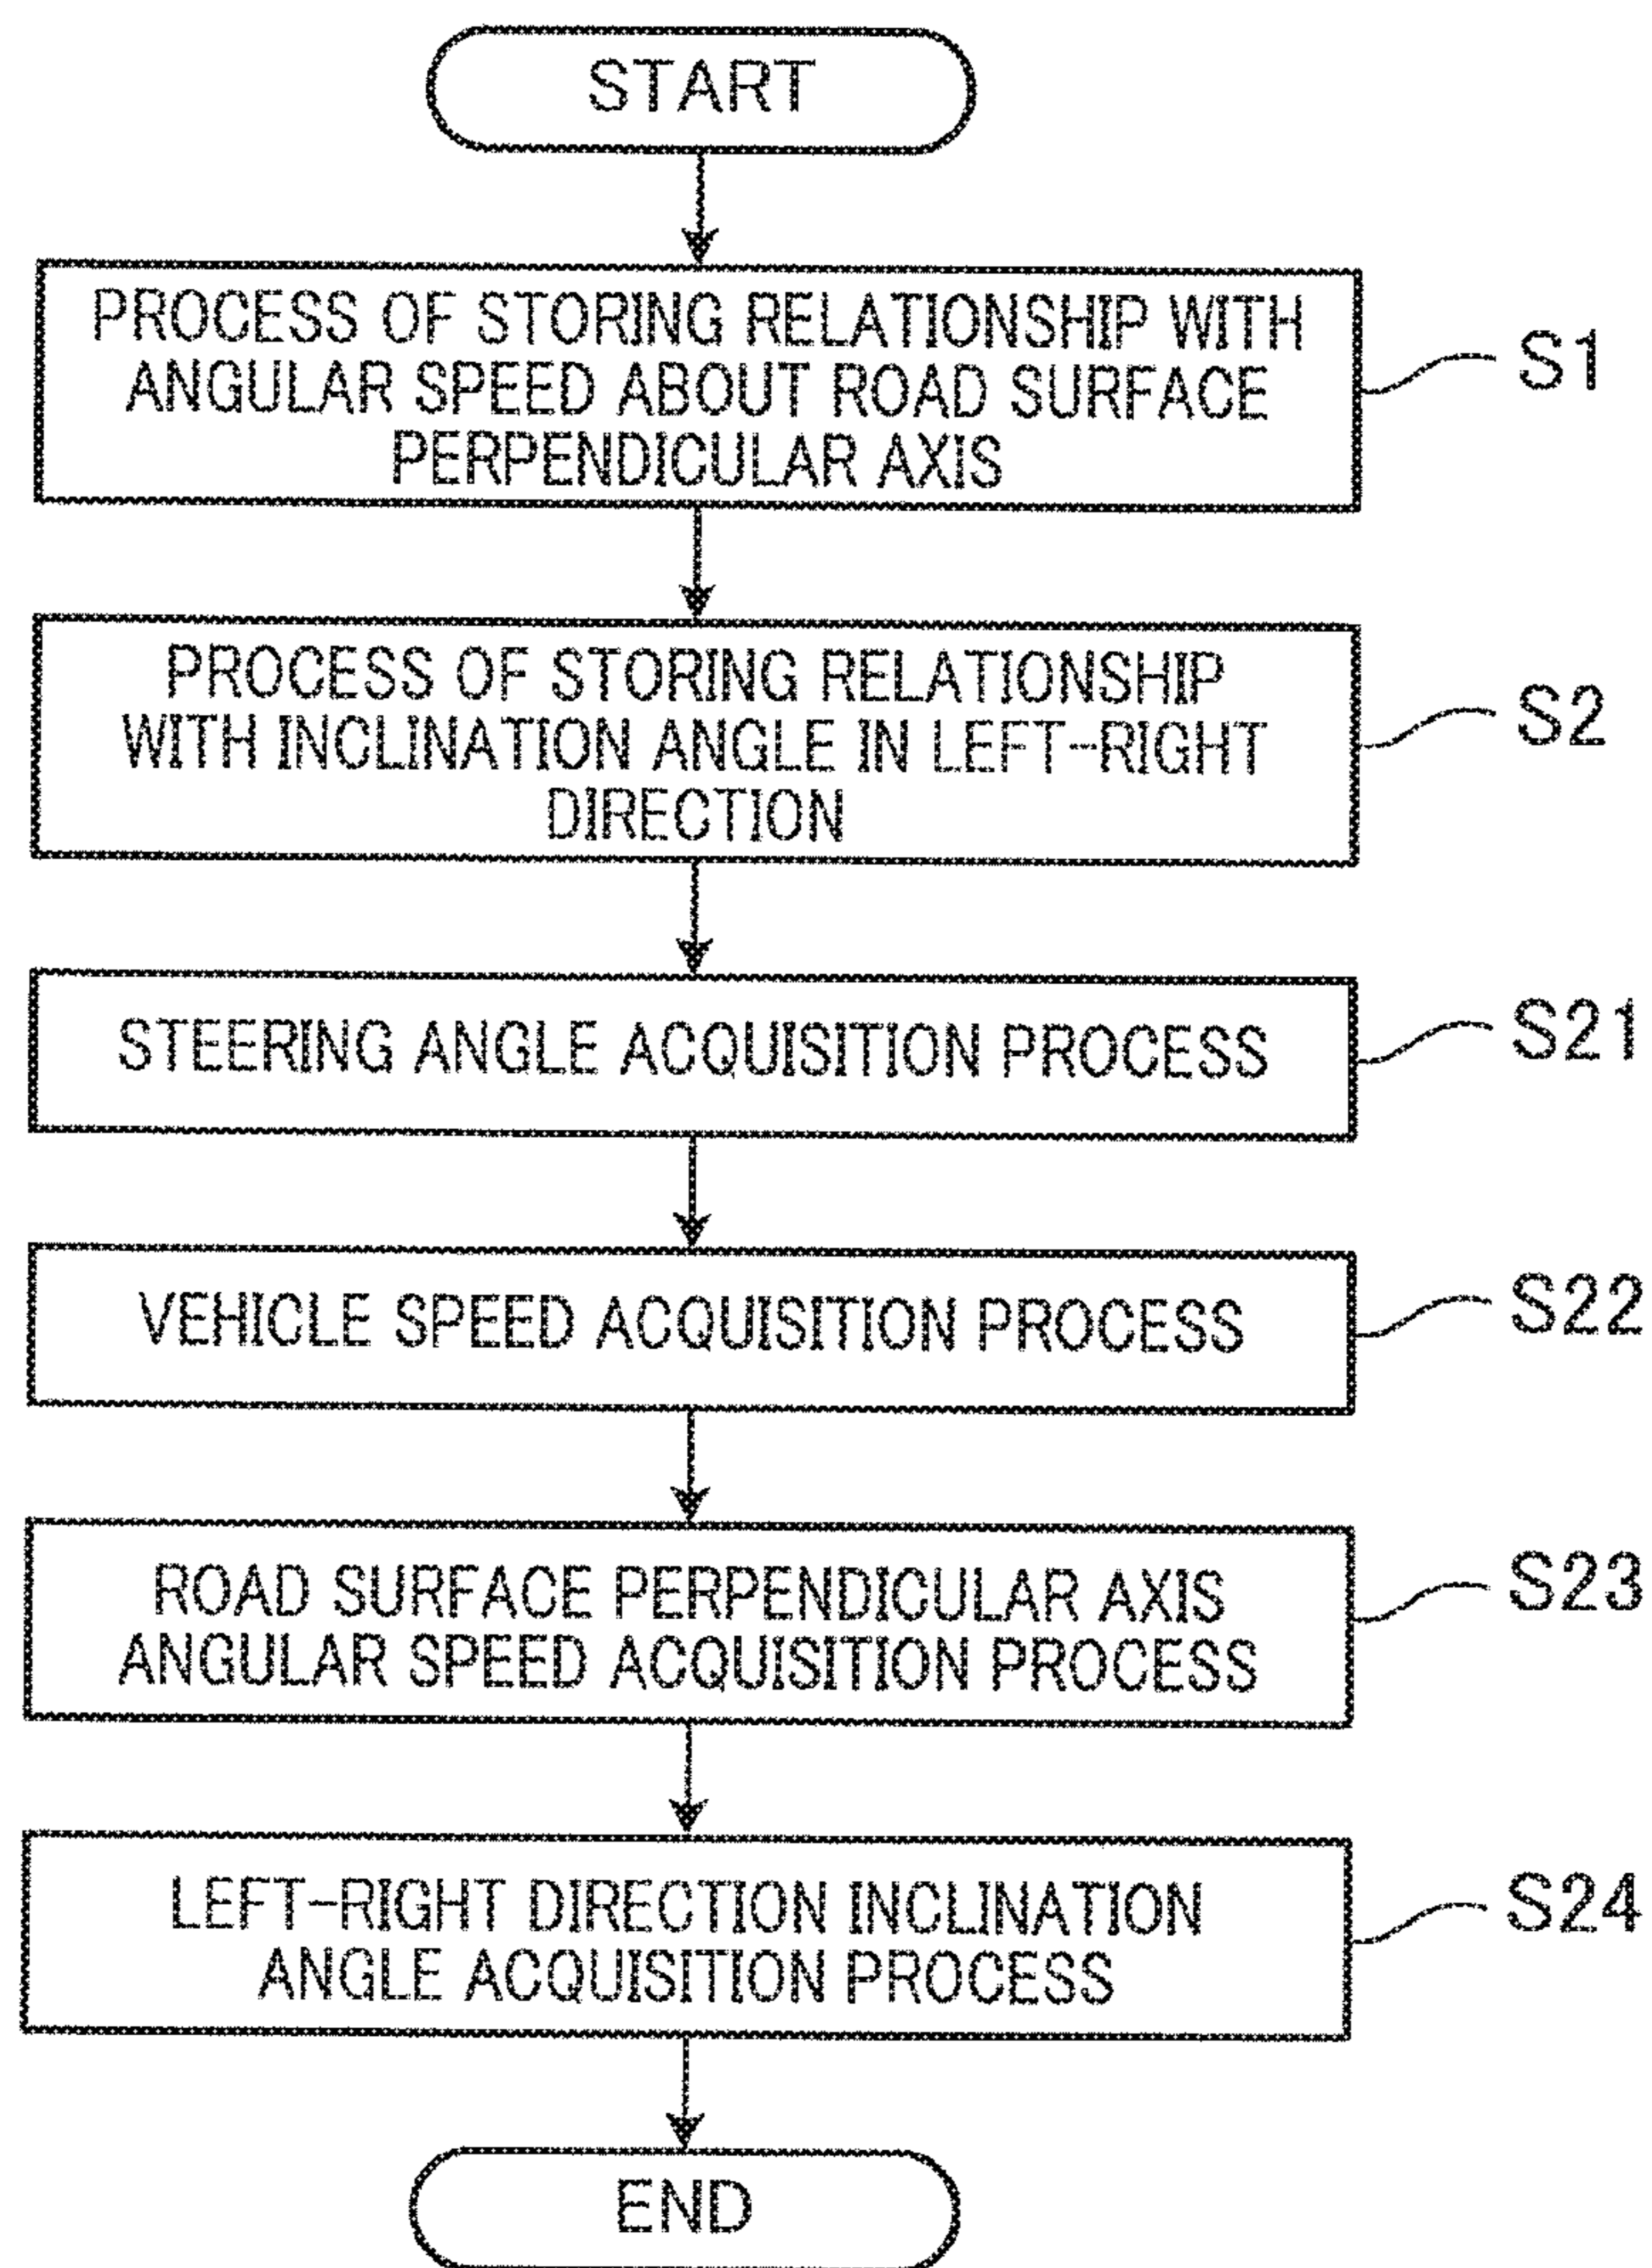 START
PROCESS OF STORING RELATIONSHIP WITH
ANGULAR SPEED ABOUT ROAD SURFACE
PERPENDICULAR AXIS
S1
PROCESS OF STORING RELATIONSHIP
WITH INCLINATION ANGLE IN LEFT-RIGHT
DIRECTION
S2
STEERING ANGLE ACQUISITION PROCESS
S21
VEHICLE SPEED ACQUISITION PROCESS
S22
ROAD SURFACE PERPENDICULAR AXIS
ANGULAR SPEED ACQUISITION PROCESS
S23
LEFT-RIGHT DIRECTION INCLINATION
ANGLE ACQUISITION PROCESS
S24
END